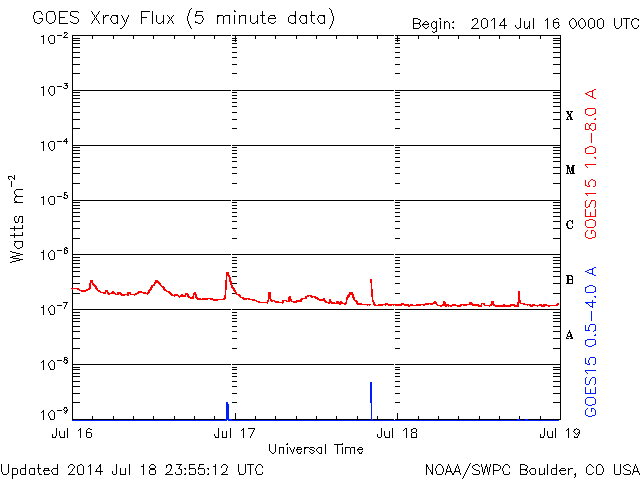 GOES Xray Flux (5 minute data)
Begin: 2014 Jul 16 0000 UTC
10⁻²
10⁻³
10⁻⁴
10⁻⁵
10⁻⁶
10⁻⁷
10⁻⁸
10⁻⁹
Watts m⁻²
X
M
C
B
A
GOES15 1.0-8.0 A
GOES15 0.5-4.0 A
Jul 16
Jul 17
Jul 18
Jul 19
Universal Time
Updated 2014 Jul 18 23:55:12 UTC
NOAA/SWPC Boulder, CO USA